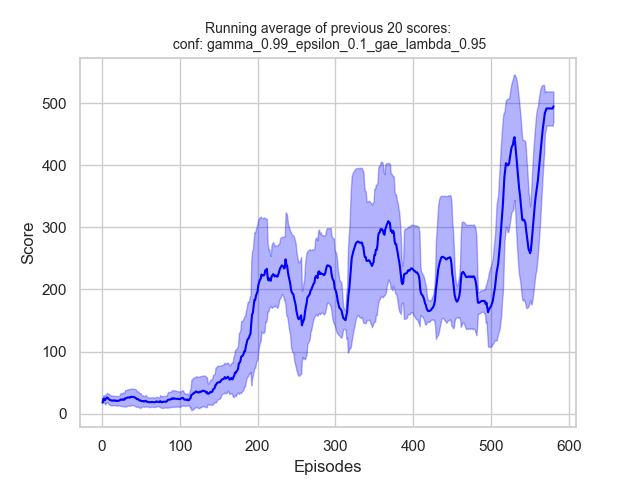 Running average of previous 20 scores:
conf: gamma_0.99_epsilon_0.1_gae_lambda_0.95
500
400
300
200
100
0
Score
0 100 200 300 400 500 600
Episodes